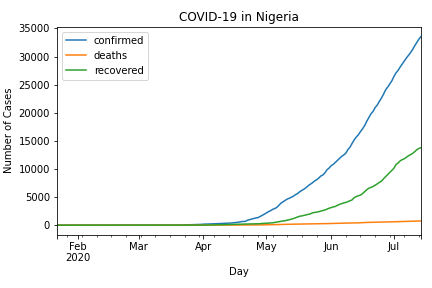 COVID-19 in Nigeria
confirmed
deaths
recovered
35000
30000
25000
20000
15000
10000
5000
0
Number of Cases
Feb
2020
Mar
Apr
May
Jun
Jul
Day